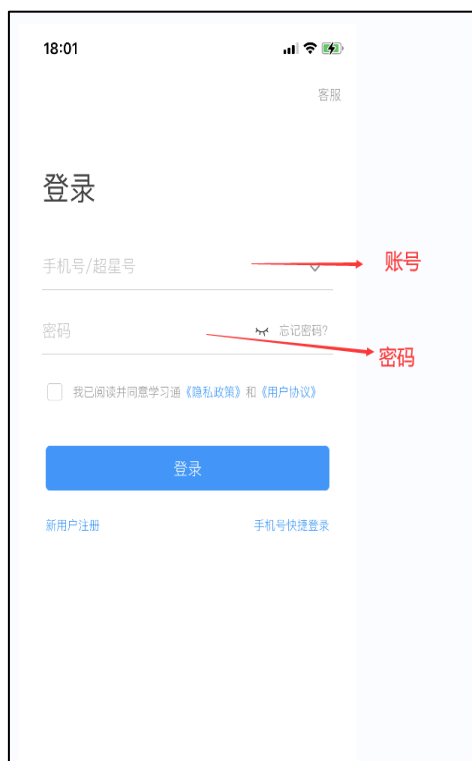 18:01
客服
登录
手机号/超星号
账号
密码
忘记密码?
密码
我已阅读并同意学习通《隐私政策》和《用户协议》
登录
新用户注册
手机号快捷登录